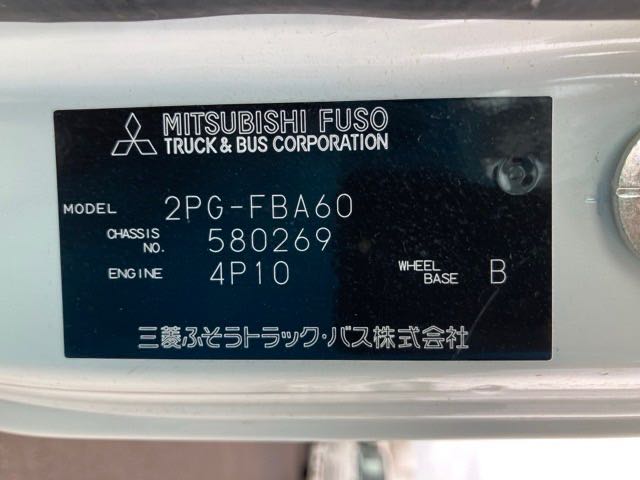 MITSUBISHI FUSO
TRUCK & BUS CORPORATION
MODEL 2PG-FBA60
CHASSIS NO. 580269
ENGINE 4P10 WHEEL BASE B
三菱ふそうトラック・バス株式会社